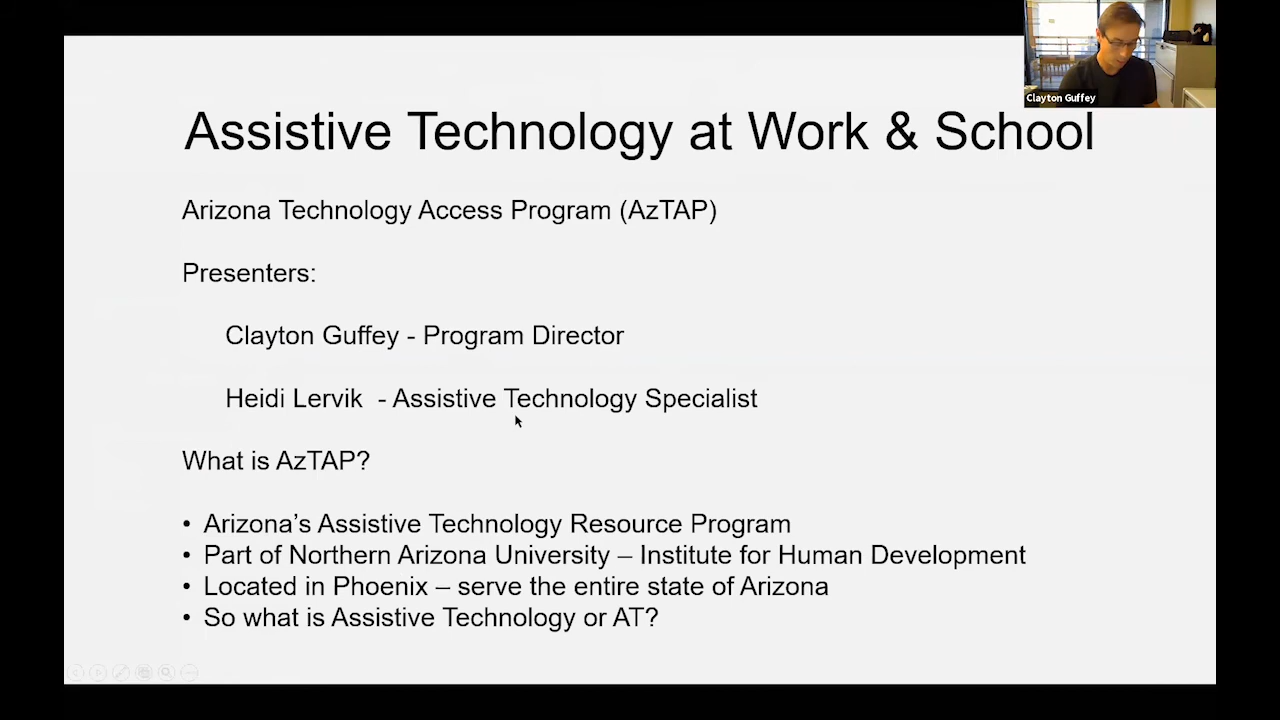 Clayton Guffey
Assistive Technology at Work & School
Arizona Technology Access Program (AzTAP)
Presenters:
Clayton Guffey - Program Director
Heidi Lervik  - Assistive Technology Specialist
What is AzTAP?
• Arizona’s Assistive Technology Resource Program
• Part of Northern Arizona University – Institute for Human Development
• Located in Phoenix – serve the entire state of Arizona
• So what is Assistive Technology or AT?